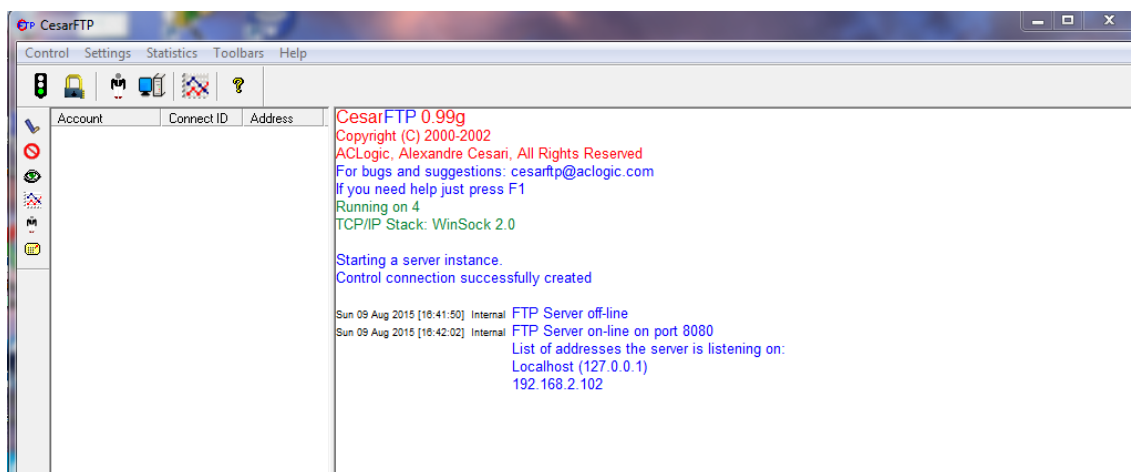 FTP CesarFTP
Control Settings Statistics Toolbars Help
Account Connect ID Address
CesarFTP 0.99g
Copyright (C) 2000-2002
ACLogic, Alexandre Cesari, All Rights Reserved
For bugs and suggestions: cesarftp@aclogic.com
If you need help just press F1
Running on 4
TCP/IP Stack: WinSock 2.0
Starting a server instance.
Control connection successfully created
Sun 09 Aug 2015 [16:41:50] Internal FTP Server off-line
Sun 09 Aug 2015 [16:42:02] Internal FTP Server on-line on port 8080
List of addresses the server is listening on:
Localhost (127.0.0.1)
192.168.2.102